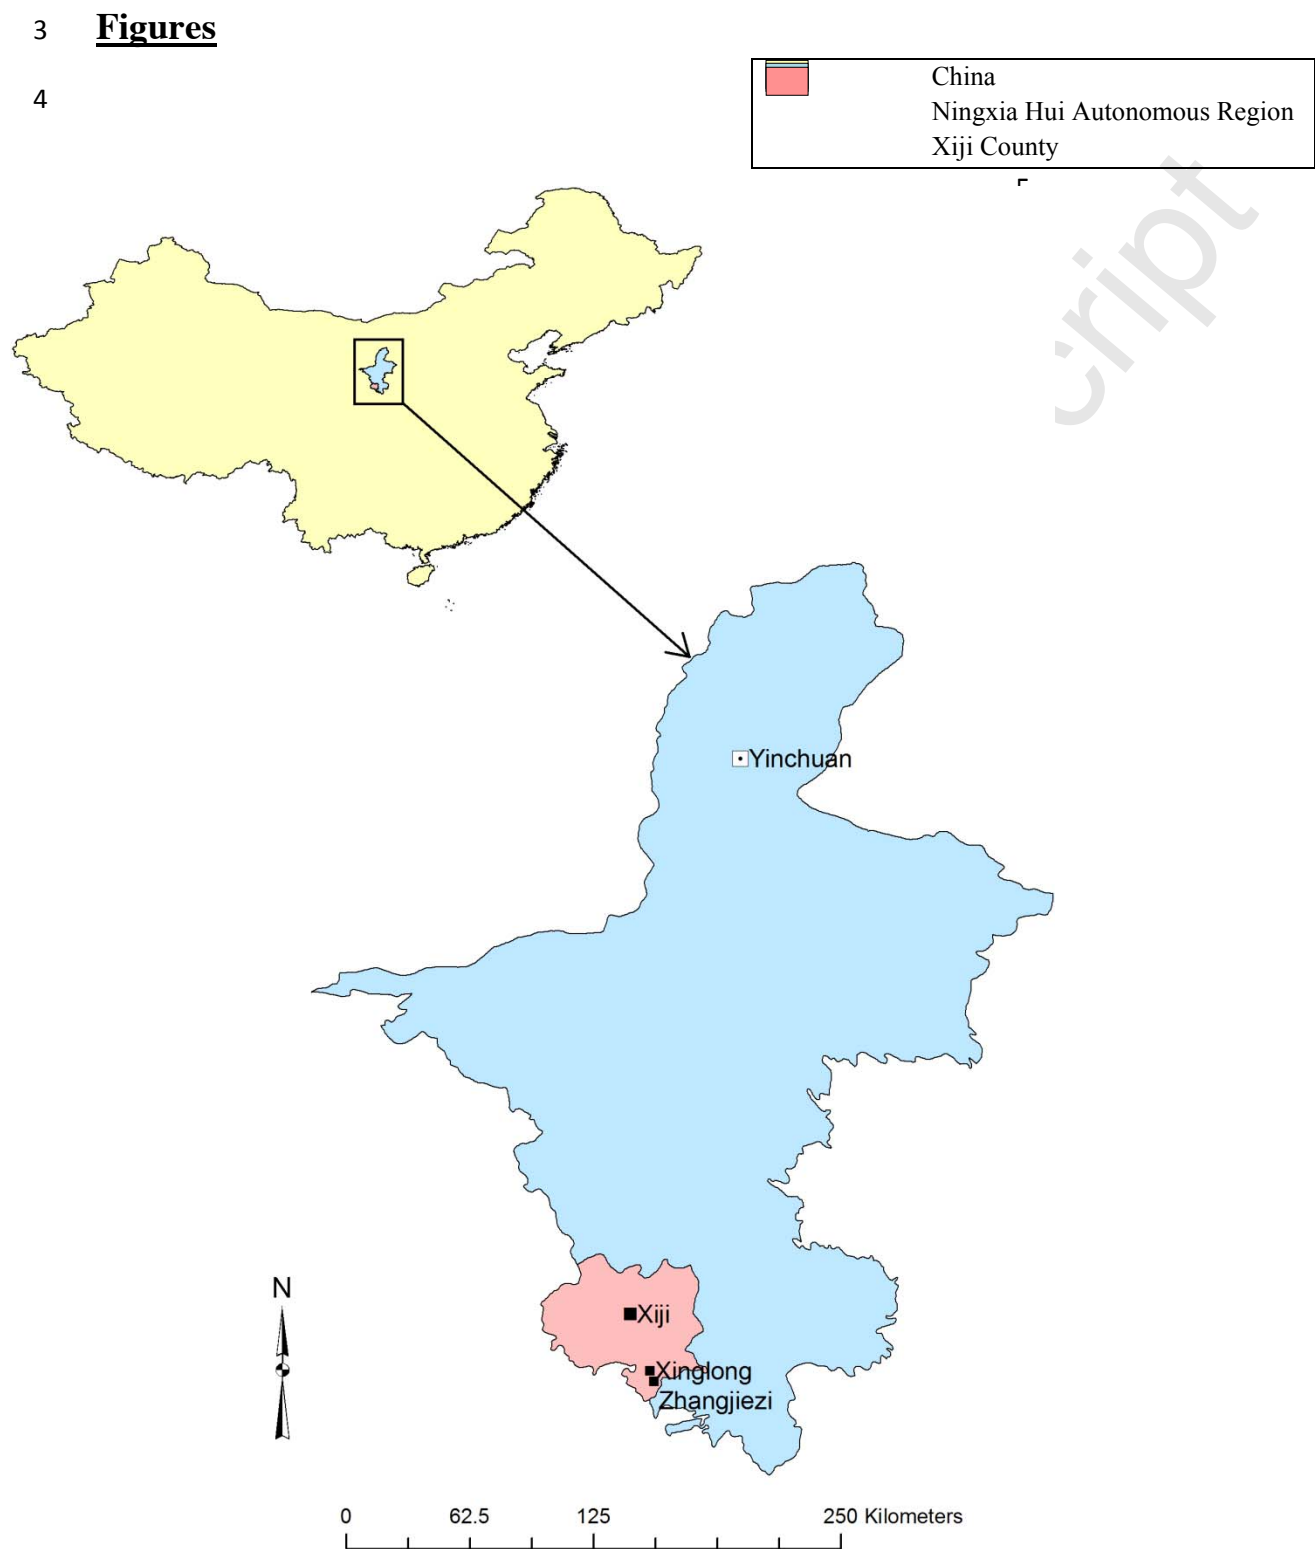 3 Figures
4
China
Ningxia Hui Autonomous Region
Xiji County
cript
Yinchuan
N
Xiji
Xinglong
Zhangjiezi
0 62.5 125 250 Kilometers